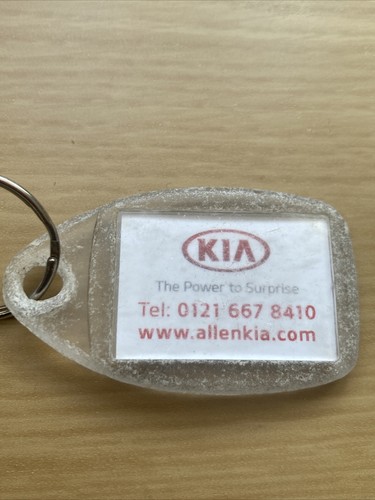 KIA
The Power to Surprise
Tel: 0121 667 8410
www.allenkia.com